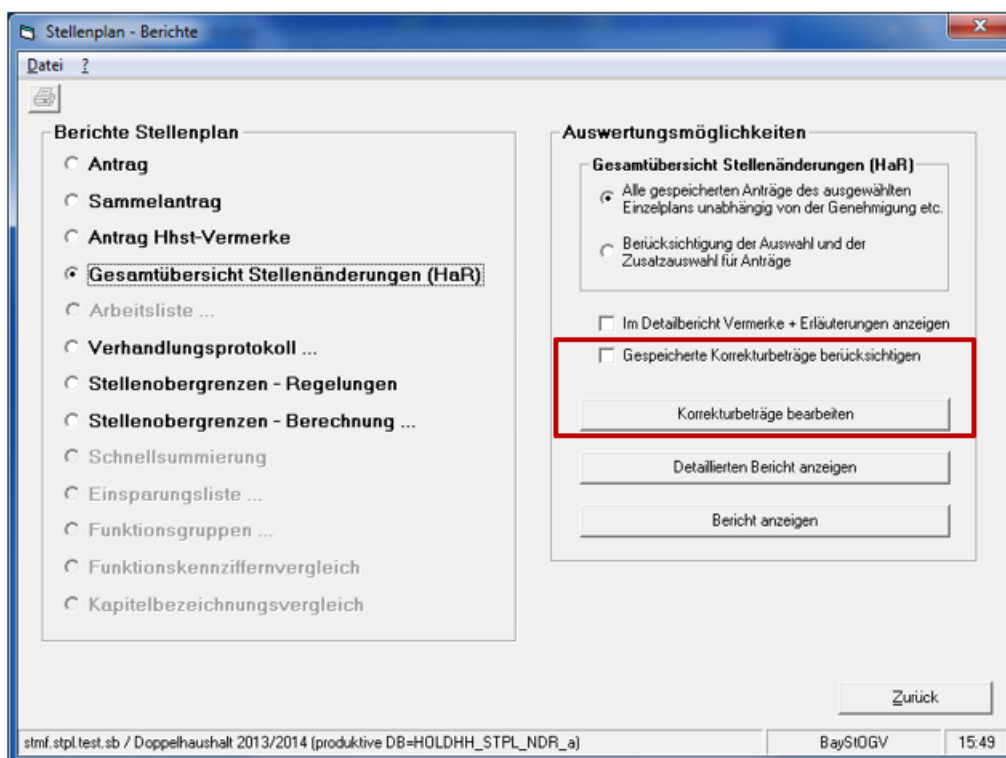 Stellenplan - Berichte
Datei ?
Berichte Stellenplan
Antrag
Sammelantrag
Antrag Hhst-Vermerke
Gesamtübersicht Stellenänderungen (HaR)
Arbeitsliste ...
Verhandlungsprotokoll ...
Stellenobergrenzen - Regelungen
Stellenobergrenzen - Berechnung ...
Schnellsummierung
Einsparungsliste ...
Funktionsgruppen ...
Funktionskennziffernvergleich
Kapitelbezeichnungsvergleich
Auswertungsmöglichkeiten
Gesamtübersicht Stellenänderungen (HaR)
Alle gespeicherten Anträge des ausgewählten
Einzelplans unabhängig von der Genehmigung etc.
Berücksichtigung der Auswahl und der
Zusatzauswahl für Anträge
Im Detailbericht Vermerke + Erläuterungen anzeigen
Gespeicherte Korrekturbeträge berücksichtigen
Korrekturbeträge bearbeiten
Detaillierten Bericht anzeigen
Bericht anzeigen
Zurück
stmf.stpl.test.sb / Doppelhaushalt 2013/2014 (produktive DB=HOLDHH_STPL_NDR_a)
BayStOGV
15:49